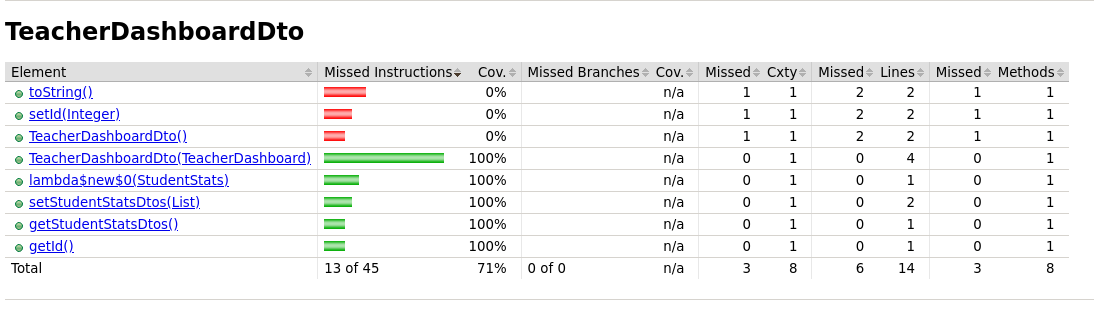 TeacherDashboardDto
Element Missed Instructions Cov. Missed Branches Cov. Missed Cxty Missed Lines Missed Methods
toString() 0% n/a 1 1 2 2 1 1
setId(Integer) 0% n/a 1 1 2 2 1 1
TeacherDashboardDto() 0% n/a 1 1 2 2 1 1
TeacherDashboardDto(TeacherDashboard) 100% n/a 0 1 0 4 0 1
lambda$new$0(StudentStats) 100% n/a 0 1 0 1 0 1
setStudentStatsDtos(List) 100% n/a 0 1 0 2 0 1
getStudentStatsDtos() 100% n/a 0 1 0 1 0 1
getId() 100% n/a 0 1 0 1 0 1
Total 13 of 45 71% 0 of 0 n/a 3 8 6 14 3 8